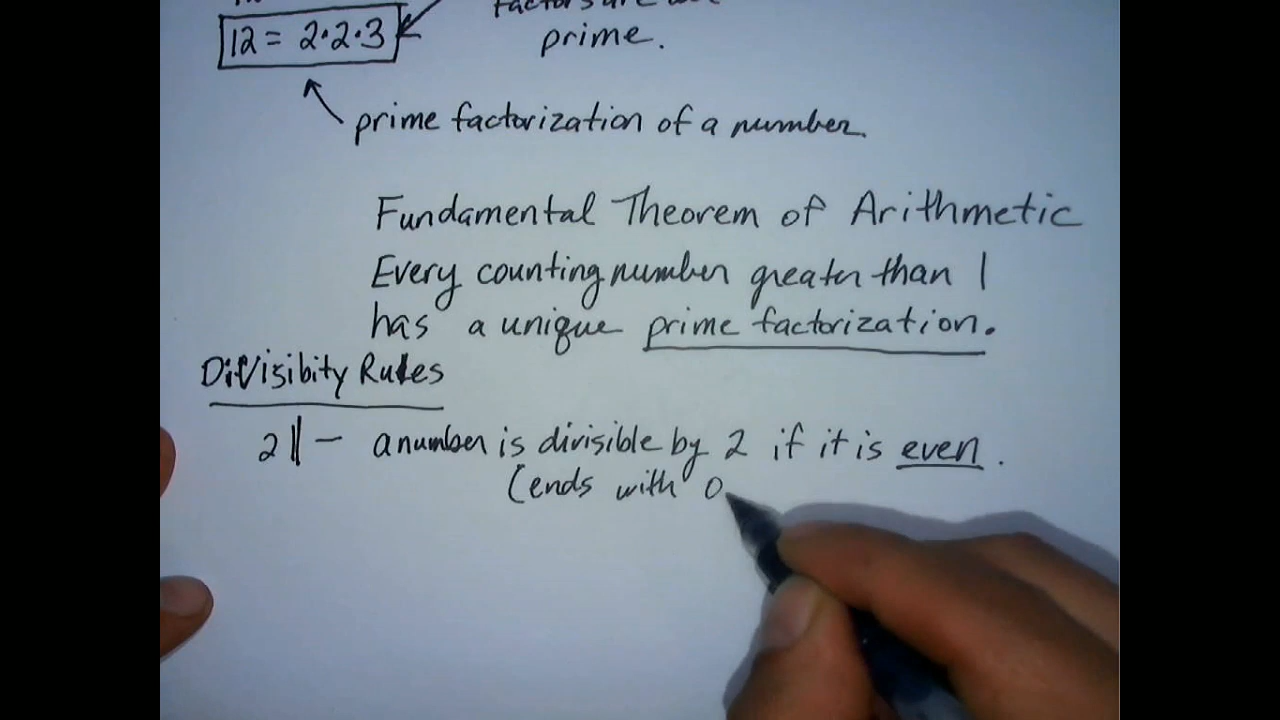 12 = 2·2·3
prime.
prime factorization of a number.
Fundamental Theorem of Arithmetic
Every counting number greater than 1
has a unique prime factorization.
Divisibity Rules
2 || — a number is divisible by 2 if it is even.
(ends with 0